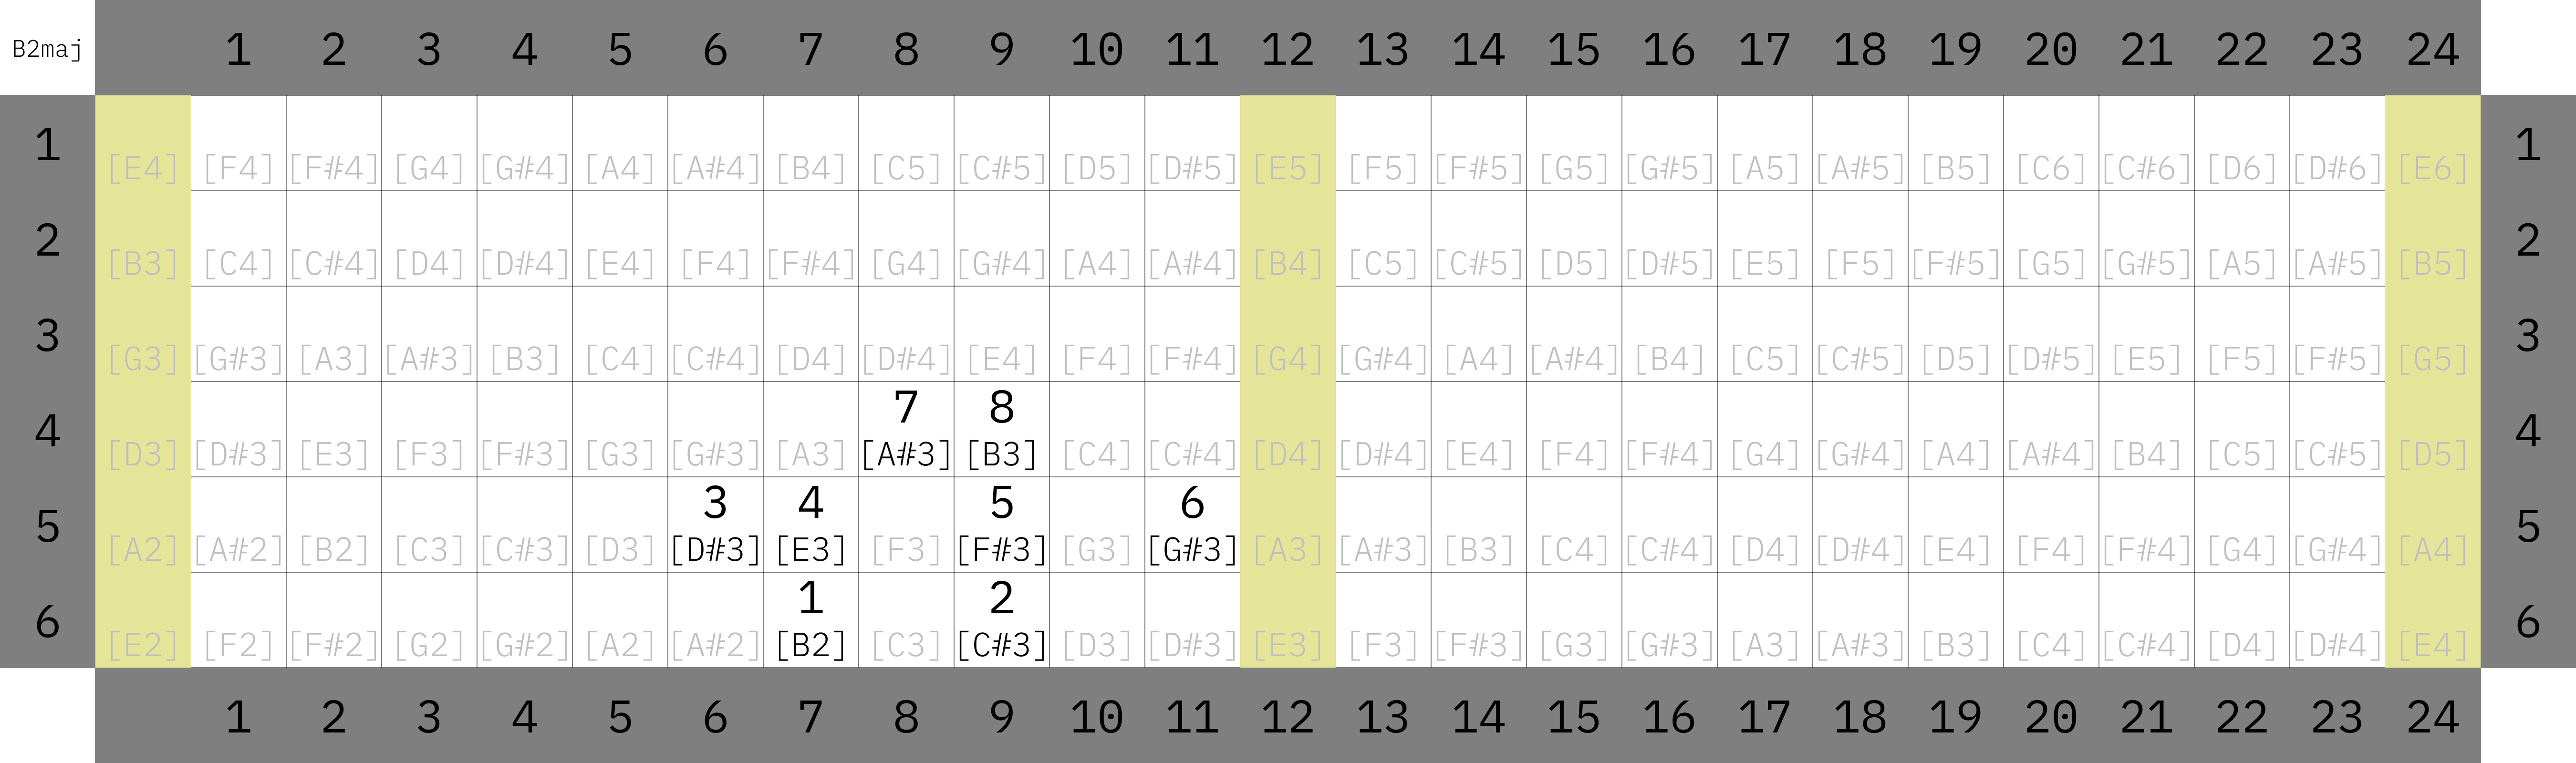 B2maj 1 2 3 4 5 6 7 8 9 10 11 12 13 14 15 16 17 18 19 20 21 22 23 24
1 1
[E4] [F4] [F#4] [G4] [G#4] [A4] [A#4] [B4] [C5] [C#5] [D5] [D#5] [E5] [F5] [F#5] [G5] [G#5] [A5] [A#5] [B5] [C6] [C#6] [D6] [D#6] [E6]
2 2
[B3] [C4] [C#4] [D4] [D#4] [E4] [F4] [F#4] [G4] [G#4] [A4] [A#4] [B4] [C5] [C#5] [D5] [D#5] [E5] [F5] [F#5] [G5] [G#5] [A5] [A#5] [B5]
3 3
[G3] [G#3] [A3] [A#3] [B3] [C4] [C#4] [D4] [D#4] [E4] [F4] [F#4] [G4] [G#4] [A4] [A#4] [B4] [C5] [C#5] [D5] [D#5] [E5] [F5] [F#5] [G5]
7 8
4 4
[D3] [D#3] [E3] [F3] [F#3] [G3] [G#3] [A3] [A#3] [B3] [C4] [C#4] [D4] [D#4] [E4] [F4] [F#4] [G4] [G#4] [A4] [A#4] [B4] [C5] [C#5] [D5]
3 4 5 6
5 5
[A2] [A#2] [B2] [C3] [C#3] [D3] [D#3] [E3] [F3] [F#3] [G3] [G#3] [A3] [A#3] [B3] [C4] [C#4] [D4] [D#4] [E4] [F4] [F#4] [G4] [G#4] [A4]
1 2
6 6
[E2] [F2] [F#2] [G2] [G#2] [A2] [A#2] [B2] [C3] [C#3] [D3] [D#3] [E3] [F3] [F#3] [G3] [G#3] [A3] [A#3] [B3] [C4] [C#4] [D4] [D#4] [E4]
1 2 3 4 5 6 7 8 9 10 11 12 13 14 15 16 17 18 19 20 21 22 23 24